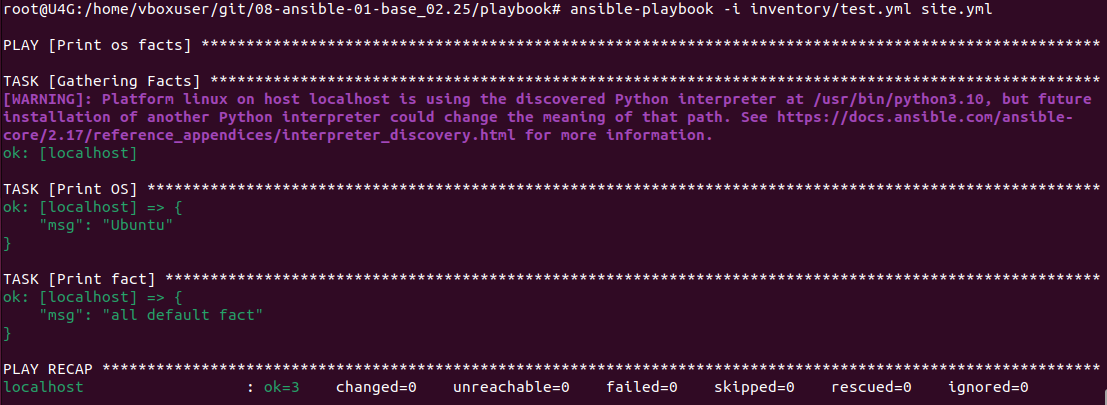 root@U4G:/home/vboxuser/git/08-ansible-01-base_02.25/playbook# ansible-playbook -i inventory/test.yml site.yml
PLAY [Print os facts] ****************************************************************************************************
TASK [Gathering Facts] ***************************************************************************************************
[WARNING]: Platform linux on host localhost is using the discovered Python interpreter at /usr/bin/python3.10, but future
installation of another Python interpreter could change the meaning of that path. See https://docs.ansible.com/ansible-
core/2.17/reference_appendices/interpreter_discovery.html for more information.
ok: [localhost]
TASK [Print OS] **********************************************************************************************************
ok: [localhost] => {
    "msg": "Ubuntu"
}
TASK [Print fact] ********************************************************************************************************
ok: [localhost] => {
    "msg": "all default fact"
}
PLAY RECAP ***************************************************************************************************************
localhost                  : ok=3    changed=0    unreachable=0    failed=0    skipped=0    rescued=0    ignored=0